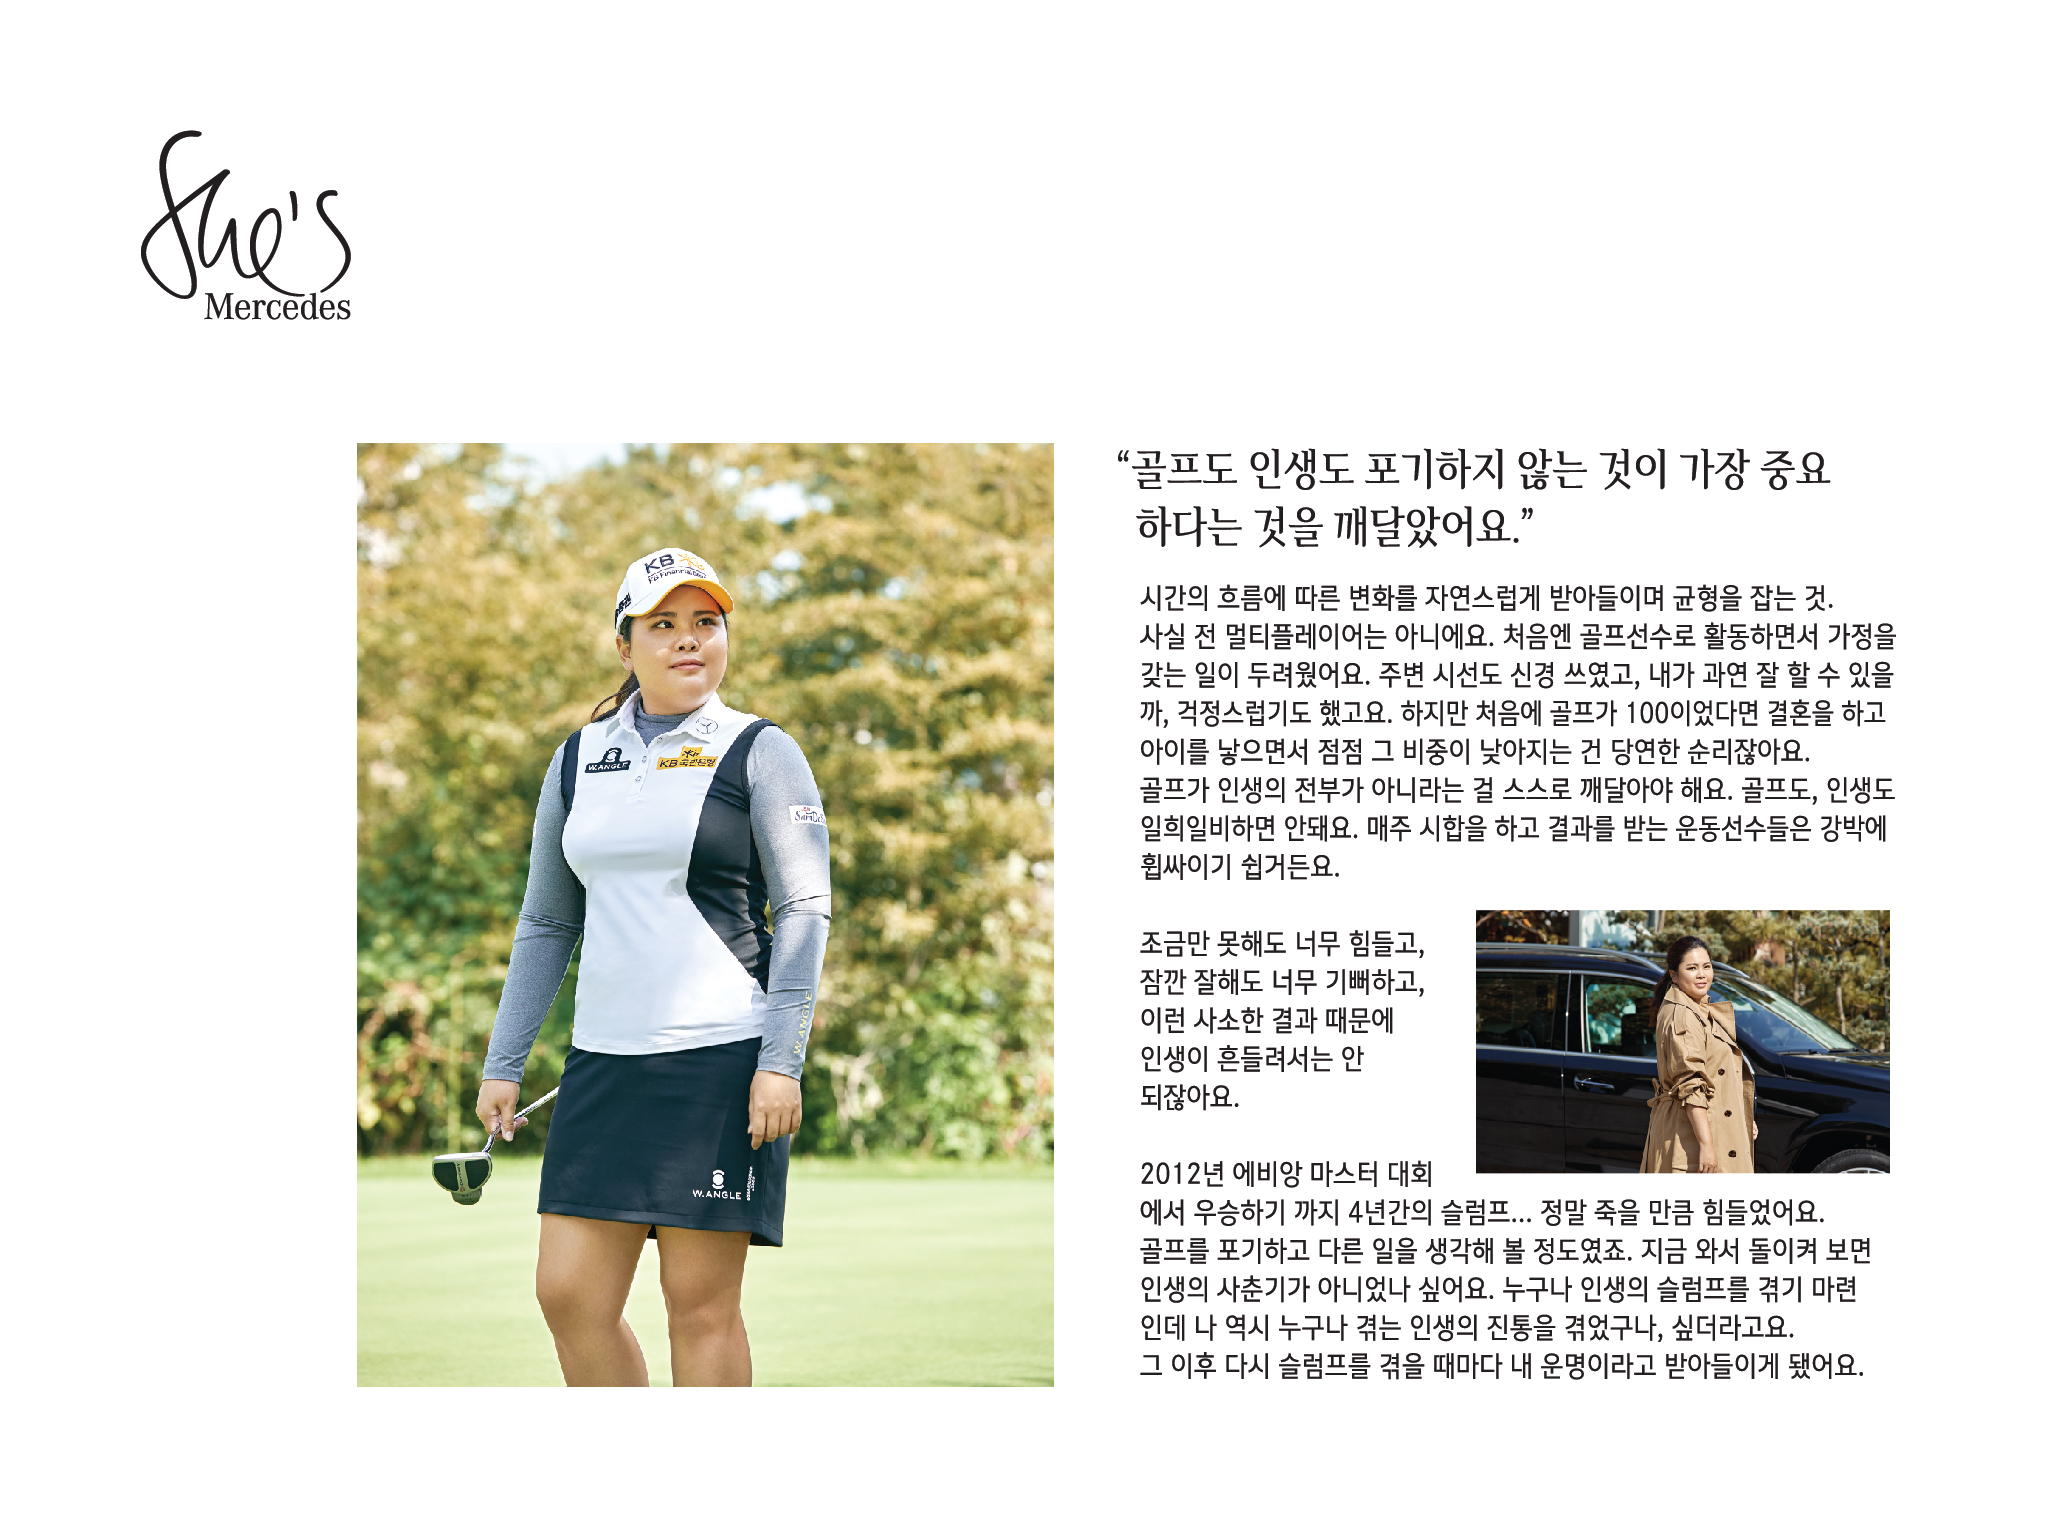 She's
Mercedes
“골프도 인생도 포기하지 않는 것이 가장 중요
하다는 것을 깨달았어요.”
시간의 흐름에 따른 변화를 자연스럽게 받아들이며 균형을 잡는 것.
사실 전 멀티플레이어는 아니에요. 처음엔 골프선수로 활동하면서 가정을
갖는 일이 두려웠어요. 주변 시선도 신경 쓰였고, 내가 과연 잘 할 수 있을
까, 걱정스럽기도 했고요. 하지만 처음에 골프가 100이었다면 결혼을 하고
아이를 낳으면서 점점 그 비중이 낮아지는 건 당연한 순리잖아요.
골프가 인생의 전부가 아니라는 걸 스스로 깨달아야 해요. 골프도, 인생도
일희일비하면 안돼요. 매주 시합을 하고 결과를 받는 운동선수들은 강박에
휩싸이기 쉽거든요.
조금만 못해도 너무 힘들고,
잠깐 잘해도 너무 기뻐하고,
이런 사소한 결과 때문에
인생이 흔들려서는 안
되잖아요.
2012년 에비앙 마스터 대회
에서 우승하기 까지 4년간의 슬럼프... 정말 죽을 만큼 힘들었어요.
골프를 포기하고 다른 일을 생각해 볼 정도였죠. 지금 와서 돌이켜 보면
인생의 사춘기가 아니었나 싶어요. 누구나 인생의 슬럼프를 겪기 마련
인데 나 역시 누구나 겪는 인생의 진통을 겪었구나, 싶더라고요.
그 이후 다시 슬럼프를 겪을 때마다 내 운명이라고 받아들이게 됐어요.
KB
KB Financial
W.ANGLE
KB국민은행
W.ANGLE
W.ANGLE